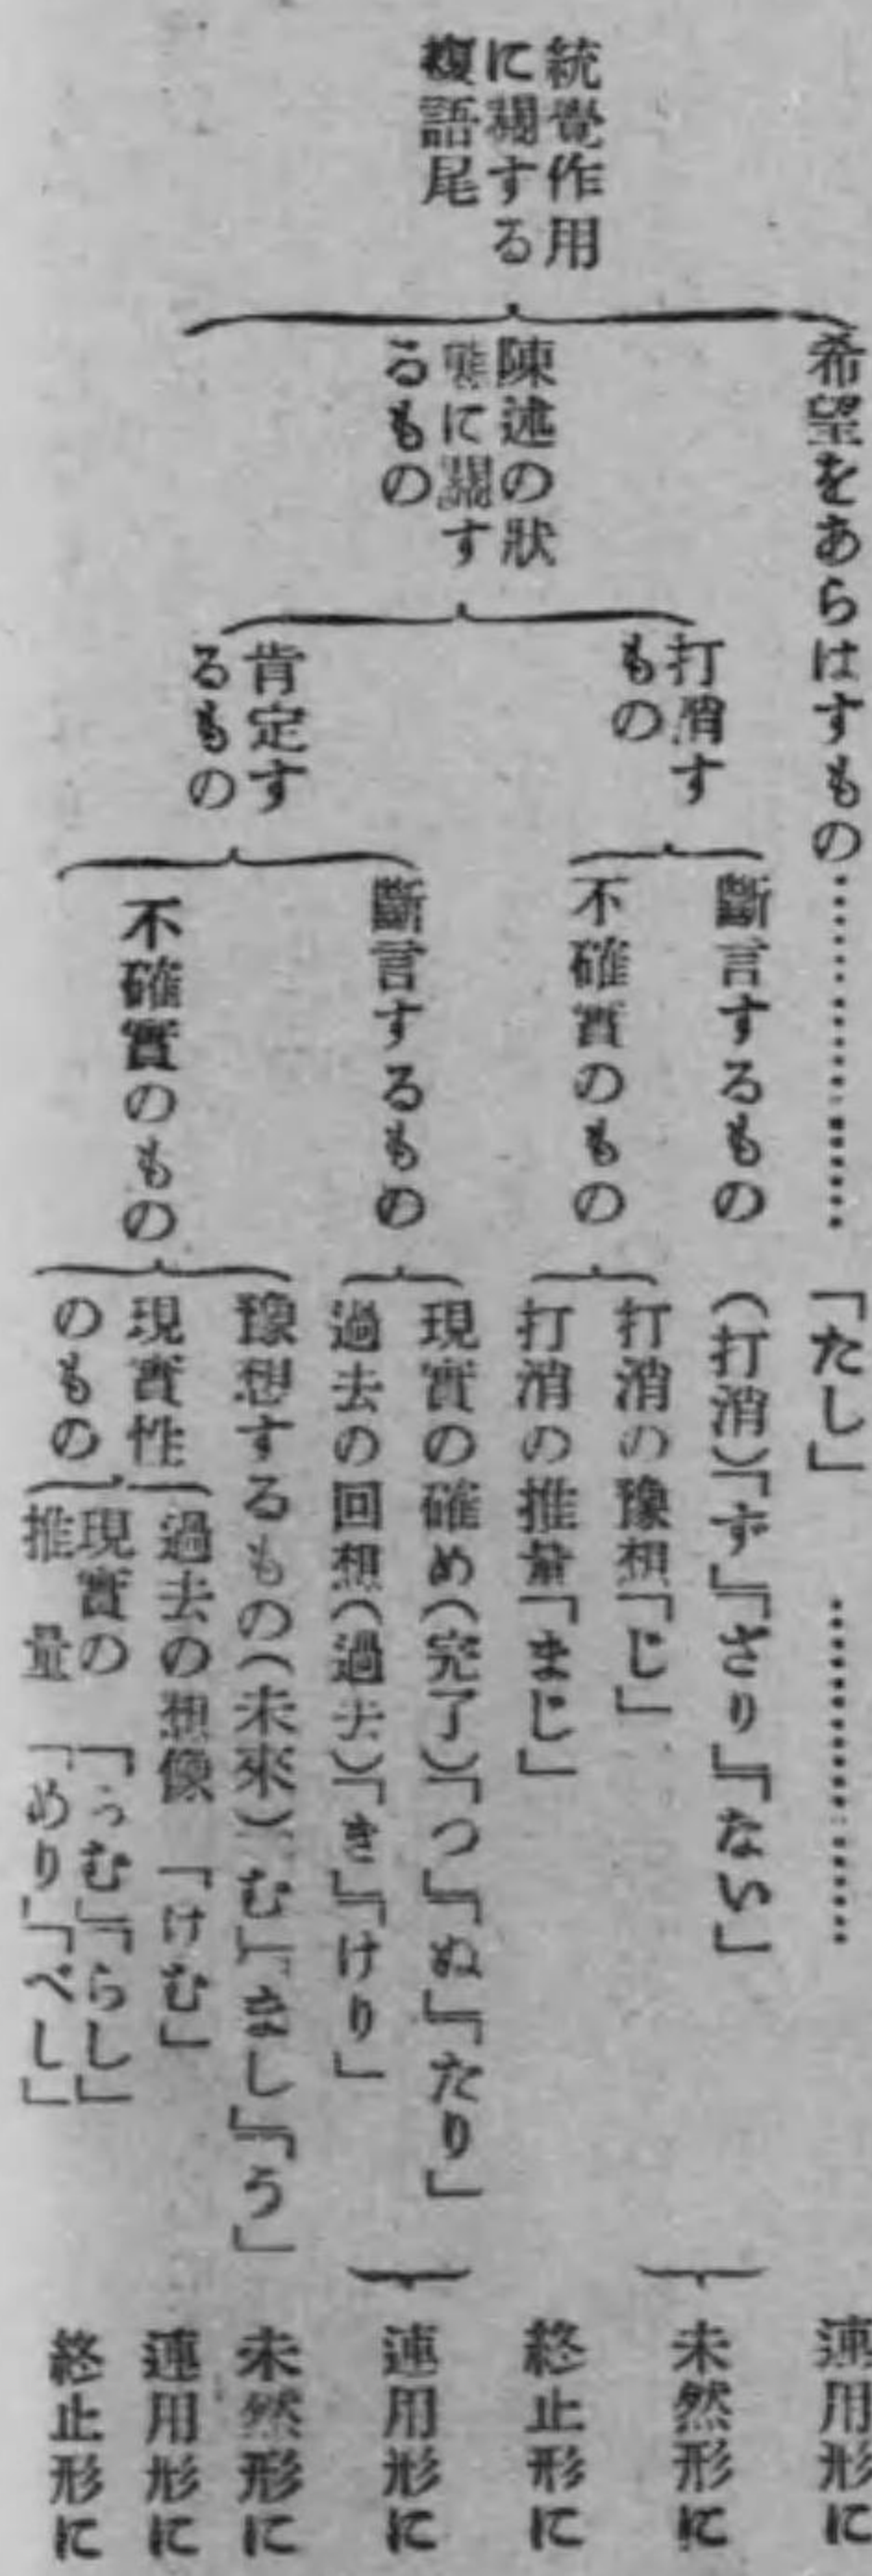 統覺作用
に關する
複語尾
希望をあらはすもの
「たし」
連用形に
陳述の狀
態に關す
るもの
打消す
もの
斷言するもの
(打消)「ず」「ざり」「ない」
不確實のもの
打消の豫想「じ」
未然形に
打消の推量「まじ」
終止形に
肯定す
るもの
斷言するもの
現實の確め(完了)「つ」「ぬ」「たり」
過去の回想(過去)「き」「けり」
連用形に
不確實のもの
豫想するもの(未來)「む」「まし」「う」
未然形に
現實性
のもの
過去の想像 「けむ」
連用形に
現實の 「らむ」「らし」
推量 「めり」「べし」
終止形に